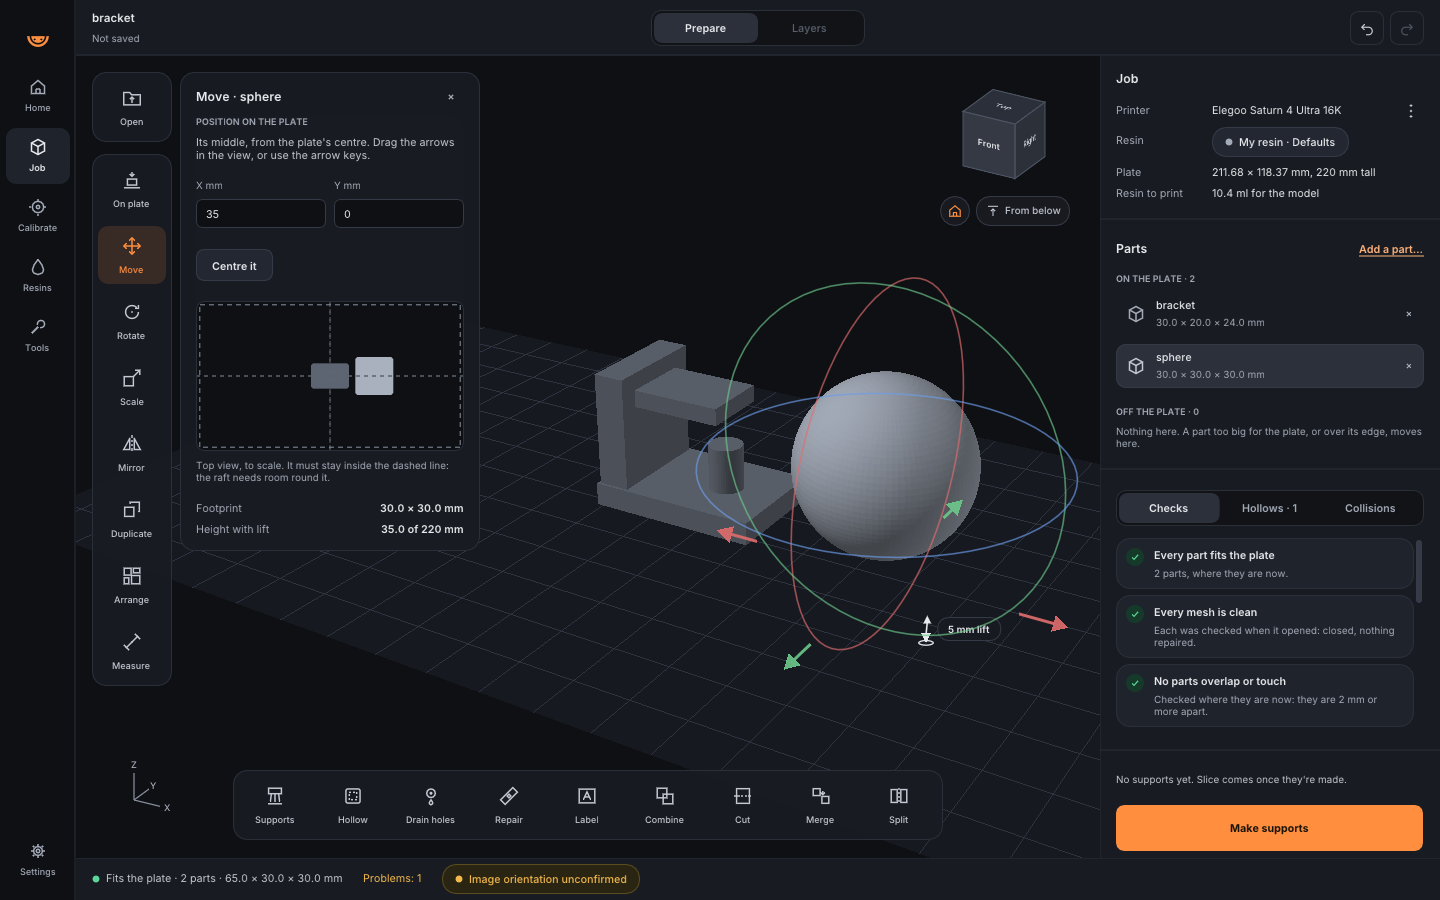 bracket
Not saved
Prepare
Layers
Home
Job
Calibrate
Resins
Tools
Settings
Open
On plate
Move
Rotate
Scale
Mirror
Duplicate
Arrange
Measure
Move · sphere
×
POSITION ON THE PLATE
Its middle, from the plate's centre. Drag the arrows
in the view, or use the arrow keys.
X mm
Y mm
35
0
Centre it
Top view, to scale. It must stay inside the dashed line:
the raft needs room round it.
Footprint
30.0 × 30.0 mm
Height with lift
35.0 of 220 mm
Top
Front
Right
From below
5 mm lift
Z
Y
X
Supports
Hollow
Drain holes
Repair
Label
Combine
Cut
Merge
Split
Job
Printer
Elegoo Saturn 4 Ultra 16K
Resin
My resin · Defaults
Plate
211.68 × 118.37 mm, 220 mm tall
Resin to print
10.4 ml for the model
Parts
Add a part...
ON THE PLATE · 2
bracket
30.0 × 20.0 × 24.0 mm
×
sphere
30.0 × 30.0 × 30.0 mm
×
OFF THE PLATE · 0
Nothing here. A part too big for the plate, or over its edge, moves
here.
Checks
Hollows · 1
Collisions
Every part fits the plate
2 parts, where they are now.
Every mesh is clean
Each was checked when it opened: closed, nothing
repaired.
No parts overlap or touch
Checked where they are now: they are 2 mm or
more apart.
No supports yet. Slice comes once they're made.
Make supports
Fits the plate · 2 parts · 65.0 × 30.0 × 30.0 mm
Problems: 1
Image orientation unconfirmed